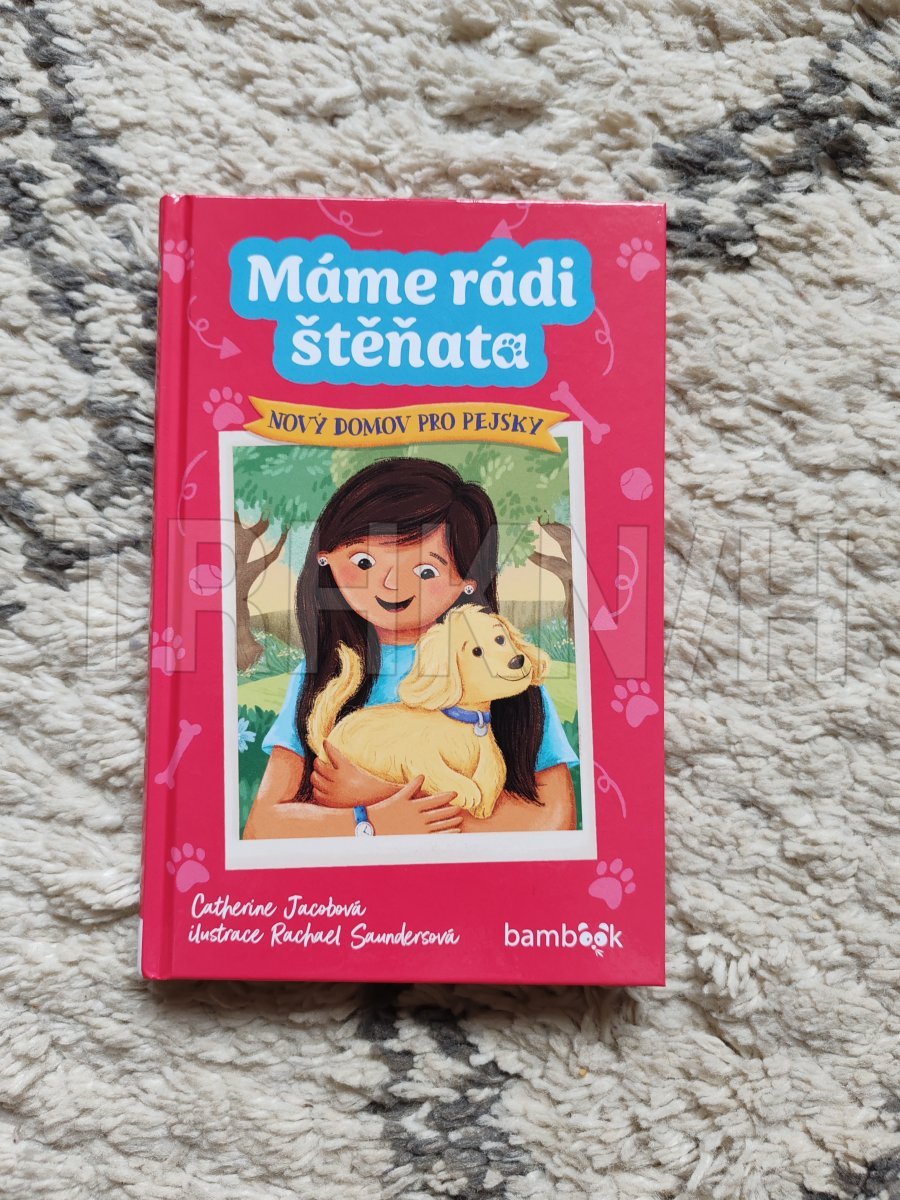 Máme rádi
štěňata
NOVÝ DOMOV PRO PEJSKY
Catherine Jacobová
ilustrace Rachael Saundersová
bambook